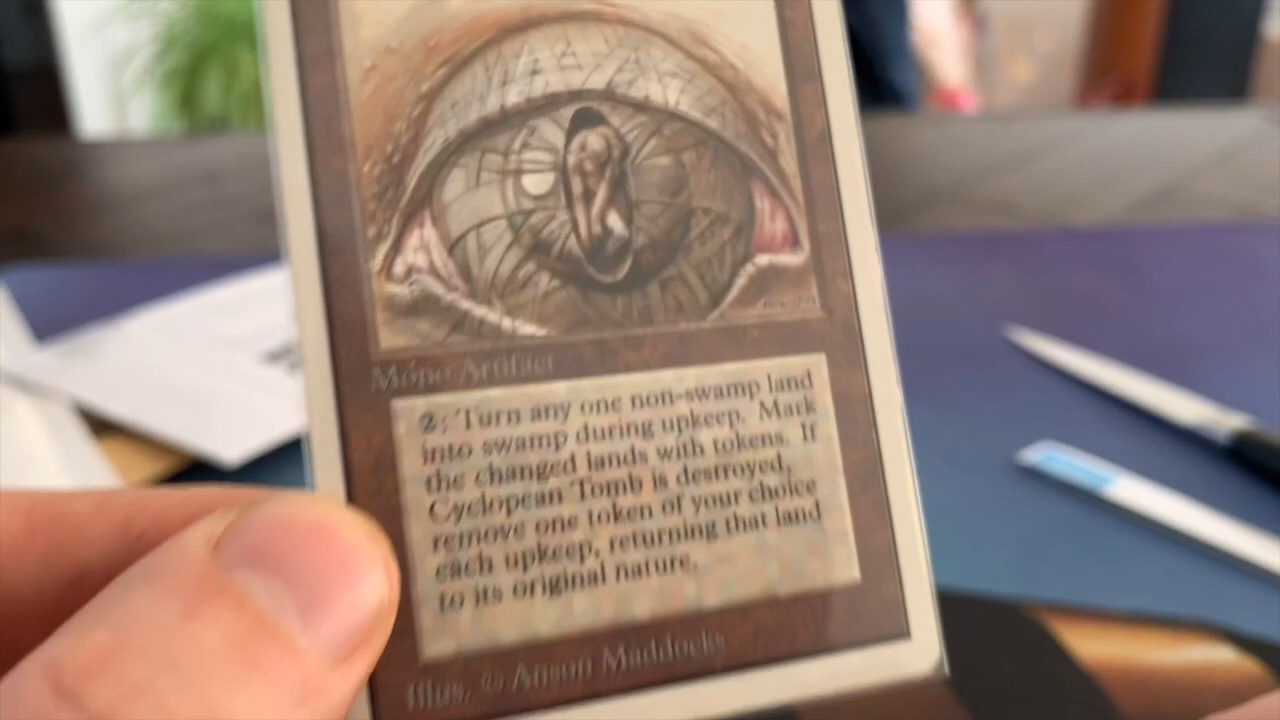 Mono Artifact
2: Turn any one non-swamp land
into swamp during upkeep. Mark
the changed lands with tokens. If
Cyclopean Tomb is destroyed,
remove one token of your choice
each upkeep, returning that land
to its original nature.
Illus. © Anson Maddocks